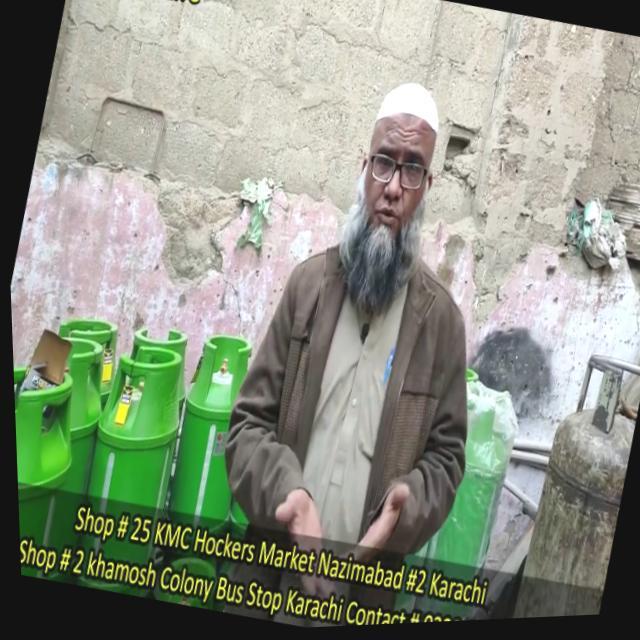 Shop # 25 KMC Hockers Market Nazimabad #2 Karachi
Shop # 2 khamosh Colony Bus Stop Karachi Contact #